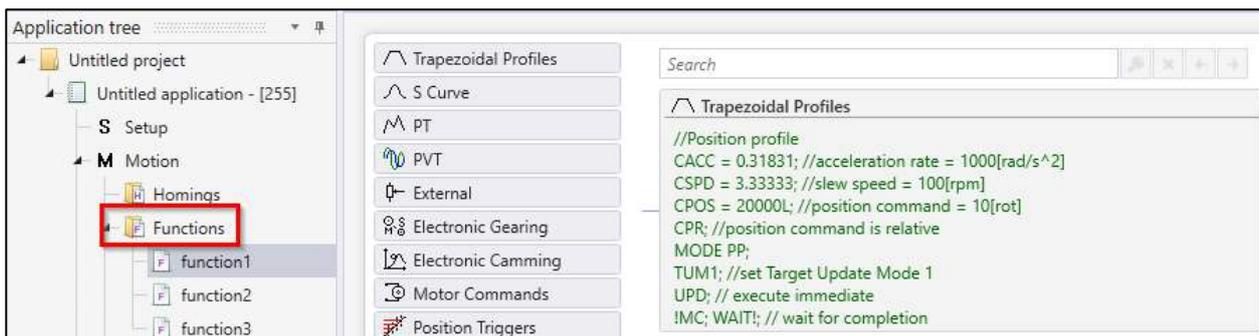 Application tree
Untitled project
Untitled application - [255]
S Setup
M Motion
H Homings
F Functions
F function1
F function2
F function3
Trapezoidal Profiles
S Curve
PT
PVT
External
Electronic Gearing
Electronic Camming
Motor Commands
Position Triggers
Search
Trapezoidal Profiles
//Position profile
CACC = 0.31831; //acceleration rate = 1000[rad/s^2]
CSPD = 3.33333; //slew speed = 100[rpm]
CPOS = 20000L; //position command = 10[rot]
CPR; //position command is relative
MODE PP;
TUM1; //set Target Update Mode 1
UPD; // execute immediate
!MC; WAIT!; // wait for completion